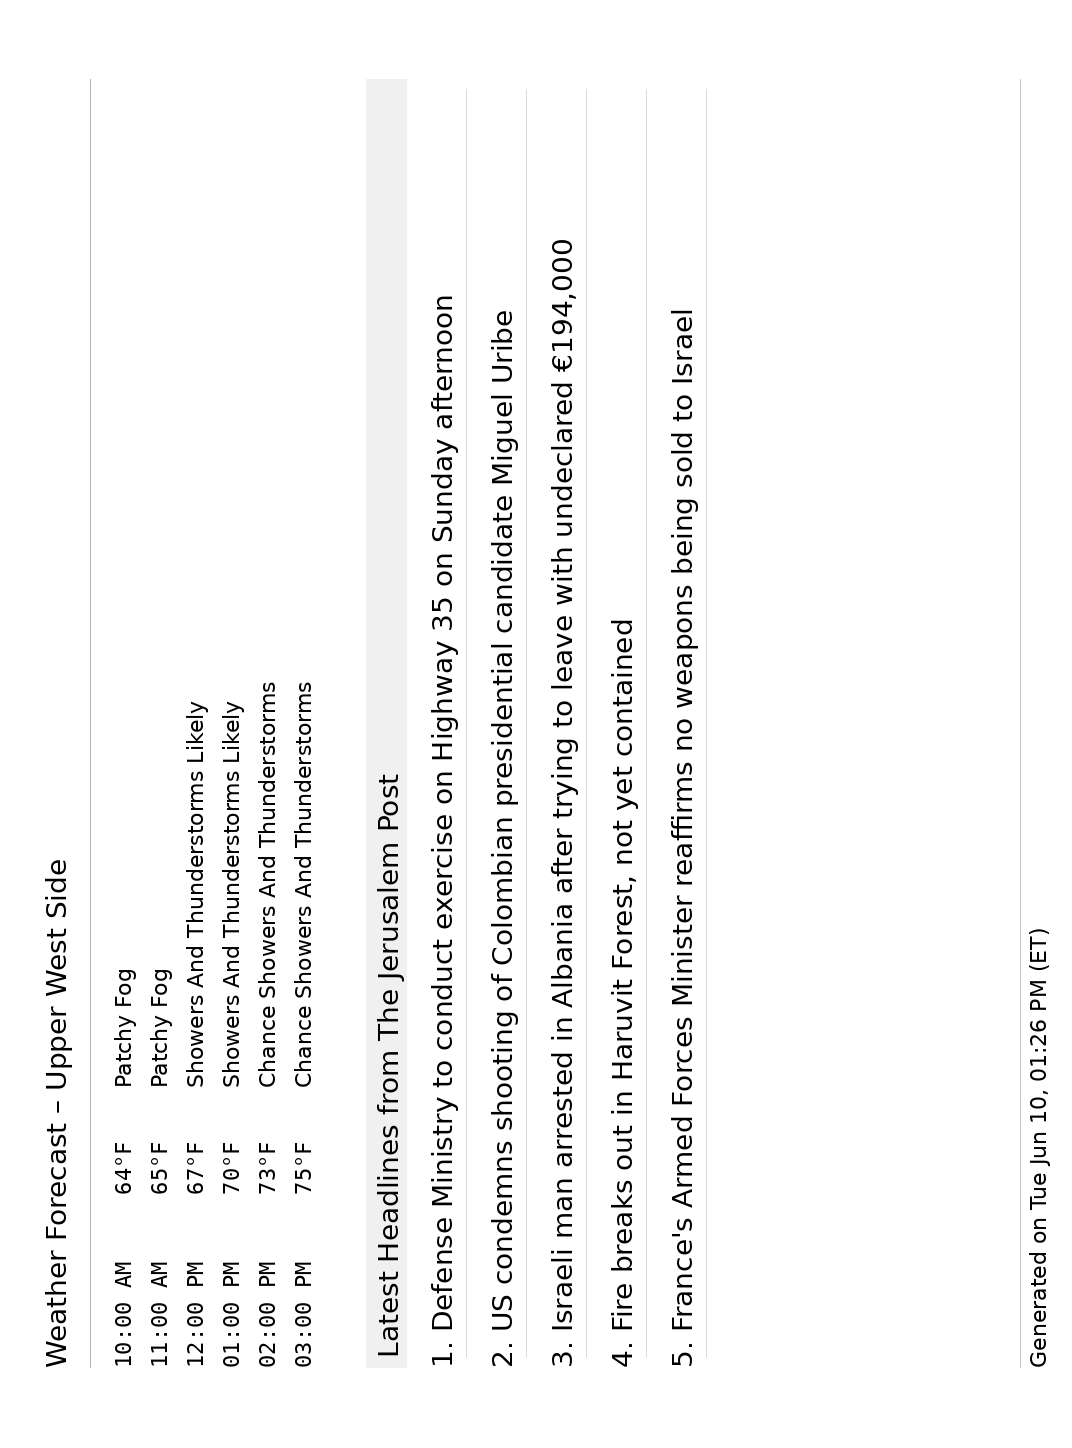 Weather Forecast – Upper West Side
10:00 AM 64°F Patchy Fog
11:00 AM 65°F Patchy Fog
12:00 PM 67°F Showers And Thunderstorms Likely
01:00 PM 70°F Showers And Thunderstorms Likely
02:00 PM 73°F Chance Showers And Thunderstorms
03:00 PM 75°F Chance Showers And Thunderstorms
Latest Headlines from The Jerusalem Post
1. Defense Ministry to conduct exercise on Highway 35 on Sunday afternoon
2. US condemns shooting of Colombian presidential candidate Miguel Uribe
3. Israeli man arrested in Albania after trying to leave with undeclared €194,000
4. Fire breaks out in Haruvit Forest, not yet contained
5. France's Armed Forces Minister reaffirms no weapons being sold to Israel
Generated on Tue Jun 10, 01:26 PM (ET)